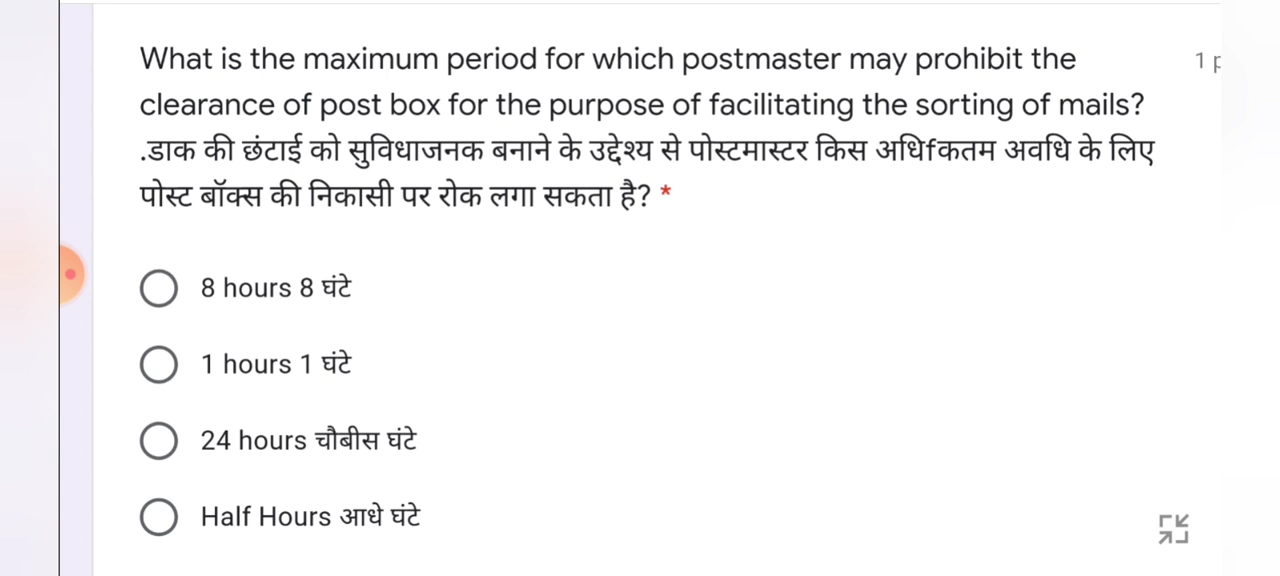 What is the maximum period for which postmaster may prohibit the
1 p
clearance of post box for the purpose of facilitating the sorting of mails?
.डाक की छंटाई को सुविधाजनक बनाने के उद्देश्य से पोस्टमास्टर किस अधिfकतम अवधि के लिए
पोस्ट बॉक्स की निकासी पर रोक लगा सकता है? *
8 hours 8 घंटे
1 hours 1 घंटे
24 hours चौबीस घंटे
Half Hours आधे घंटे